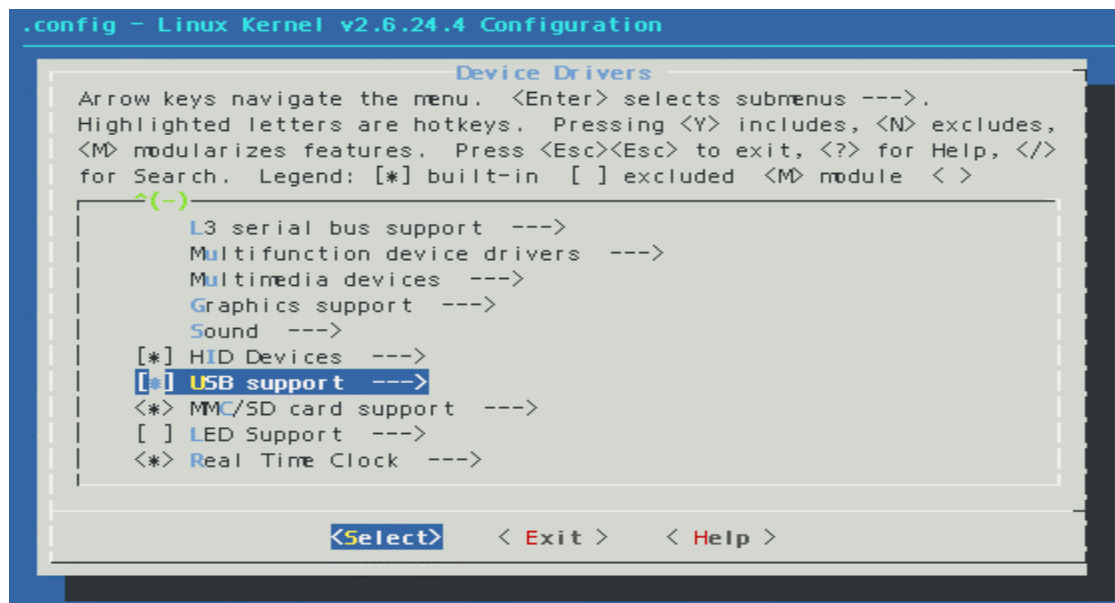 .config - Linux Kernel v2.6.24.4 Configuration
Device Drivers
Arrow keys navigate the menu.  <Enter> selects submenus --->.
Highlighted letters are hotkeys.  Pressing <Y> includes, <N> excludes,
<M> modularizes features.  Press <Esc><Esc> to exit, <?> for Help, </>
for Search.  Legend: [*] built-in  [ ] excluded  <M> module  < >
^(-)
L3 serial bus support  --->
Multifunction device drivers  --->
Multimedia devices  --->
Graphics support  --->
Sound  --->
[*] HID Devices  --->
[*] USB support  --->
<*> MMC/SD card support  --->
[ ] LED Support  --->
<*> Real Time Clock  --->
<Select>    < Exit >    < Help >